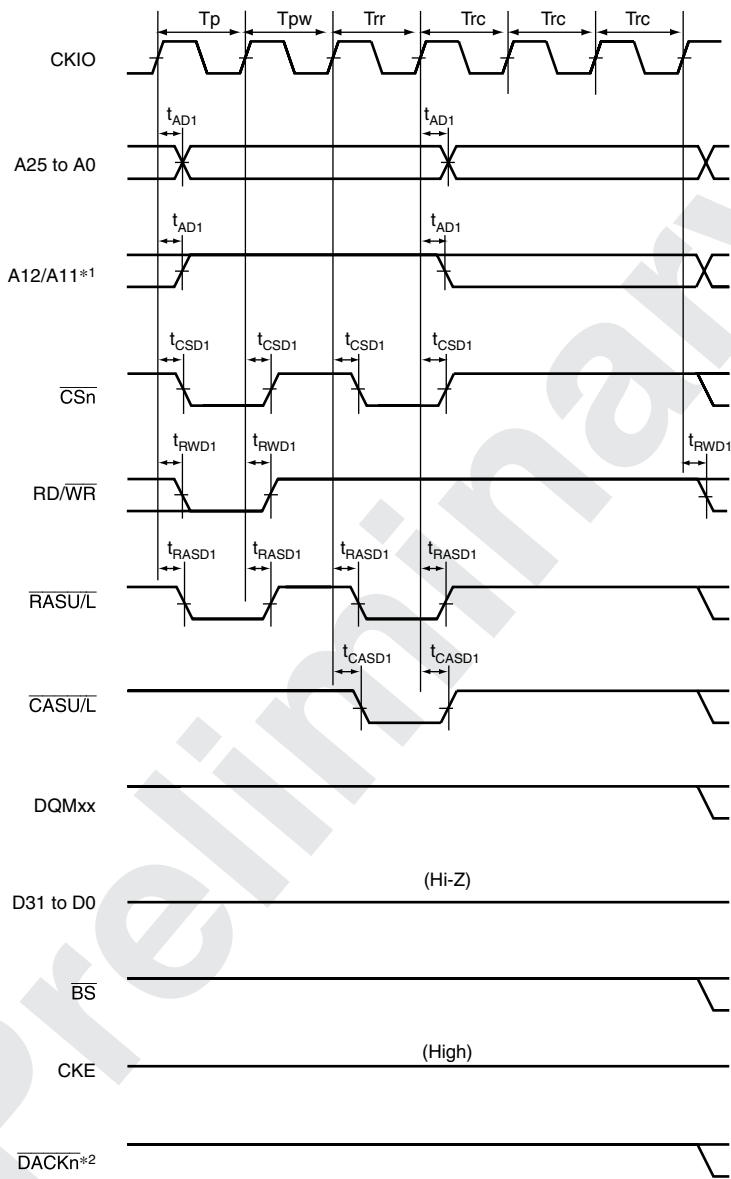 Tp Tpw Trr Trc Trc Trc
CKIO
tAD1 tAD1
A25 to A0
tAD1 tAD1
A12/A11*1
tCSD1 tCSD1 tCSD1 tCSD1
CSn
tRWD1 tRWD1 tRWD1
RD/WR
tRASD1 tRASD1 tRASD1 tRASD1
RASU/L
tCASD1 tCASD1
CASU/L
DQMxx
(Hi-Z)
D31 to D0
BS
(High)
CKE
DACKn*2
Preliminary